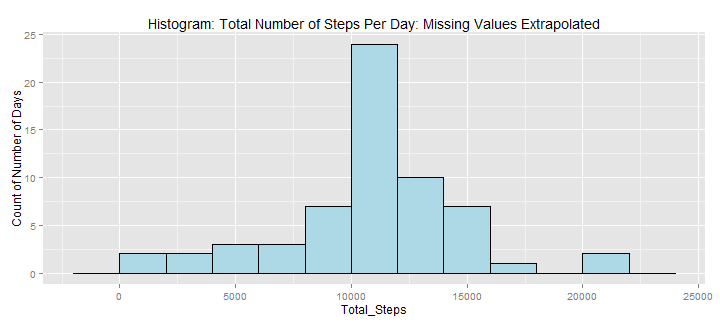 Histogram: Total Number of Steps Per Day: Missing Values Extrapolated
Count of Number of Days
25
20
15
10
5
0
0 5000 10000 15000 20000 25000
Total_Steps